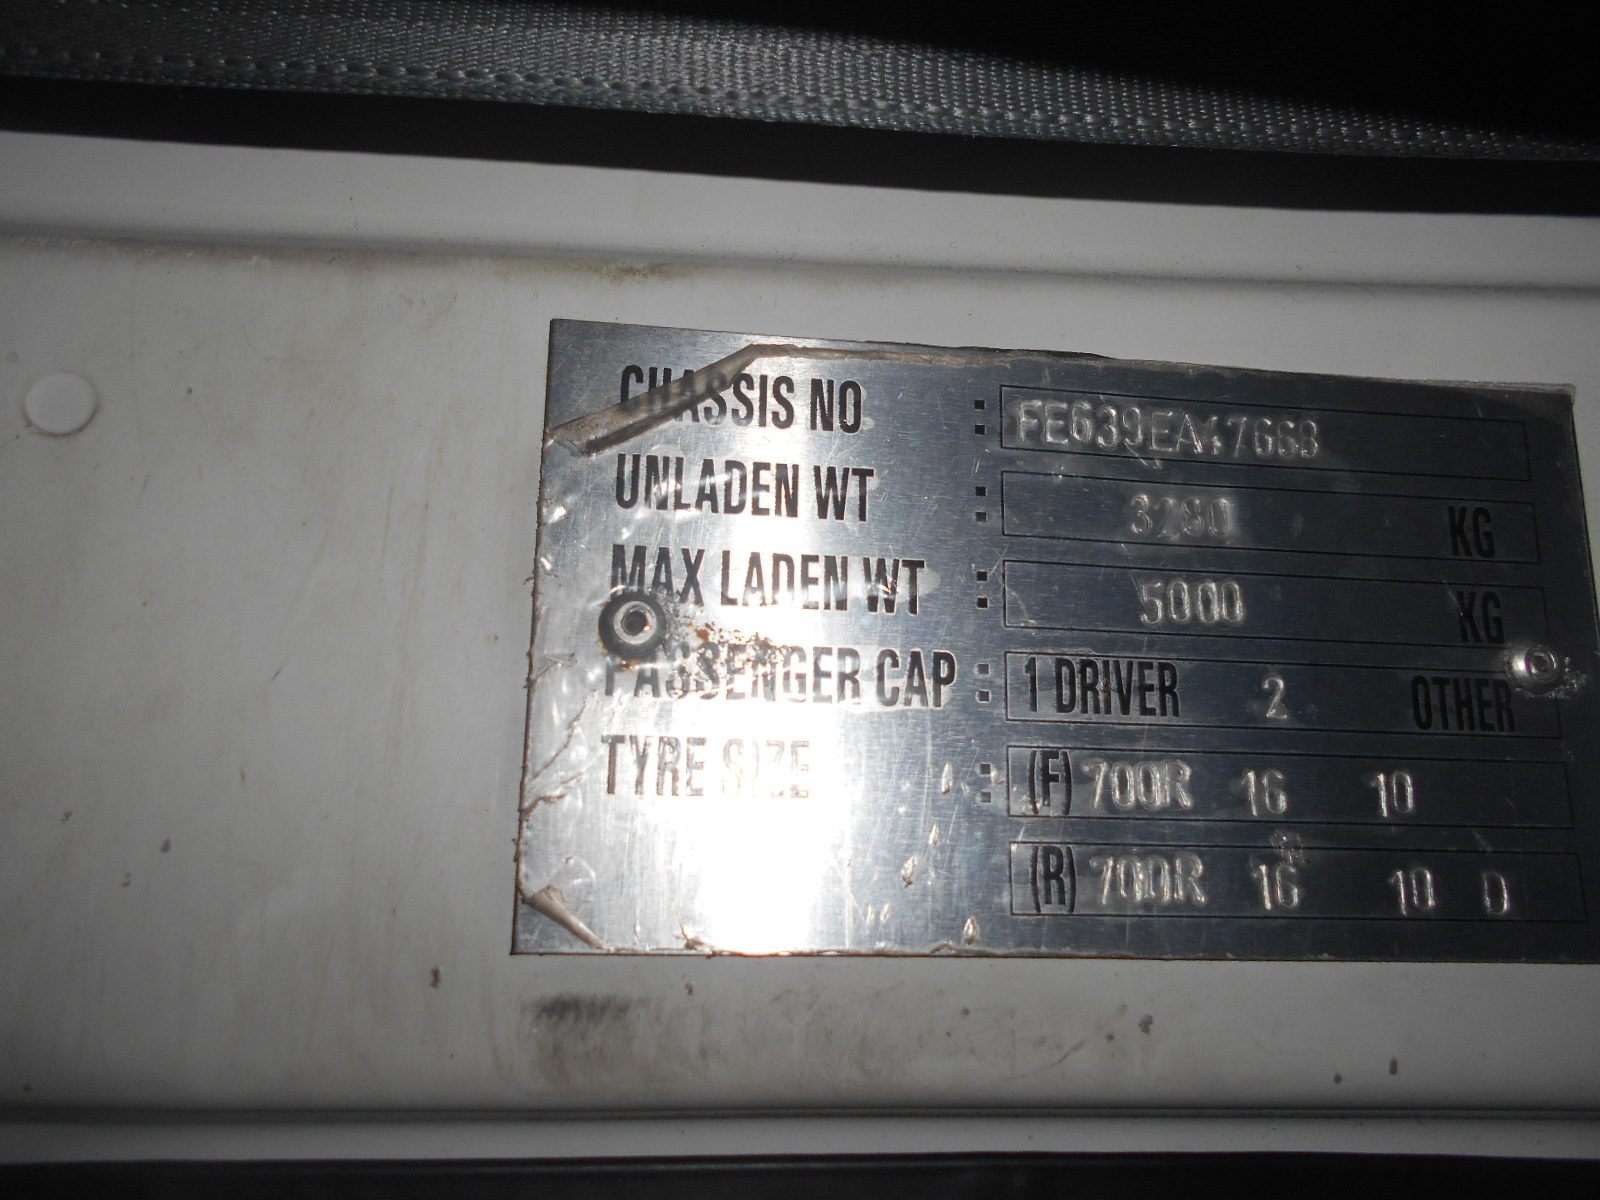 CHASSIS NO : FE639EA47668
UNLADEN WT : 3280 KG
MAX LADEN WT : 5000 KG
PASSENGER CAP : 1 DRIVER 2 OTHER
TYRE SIZE : (F) 700R 16 10
(R) 700R 16 10 D